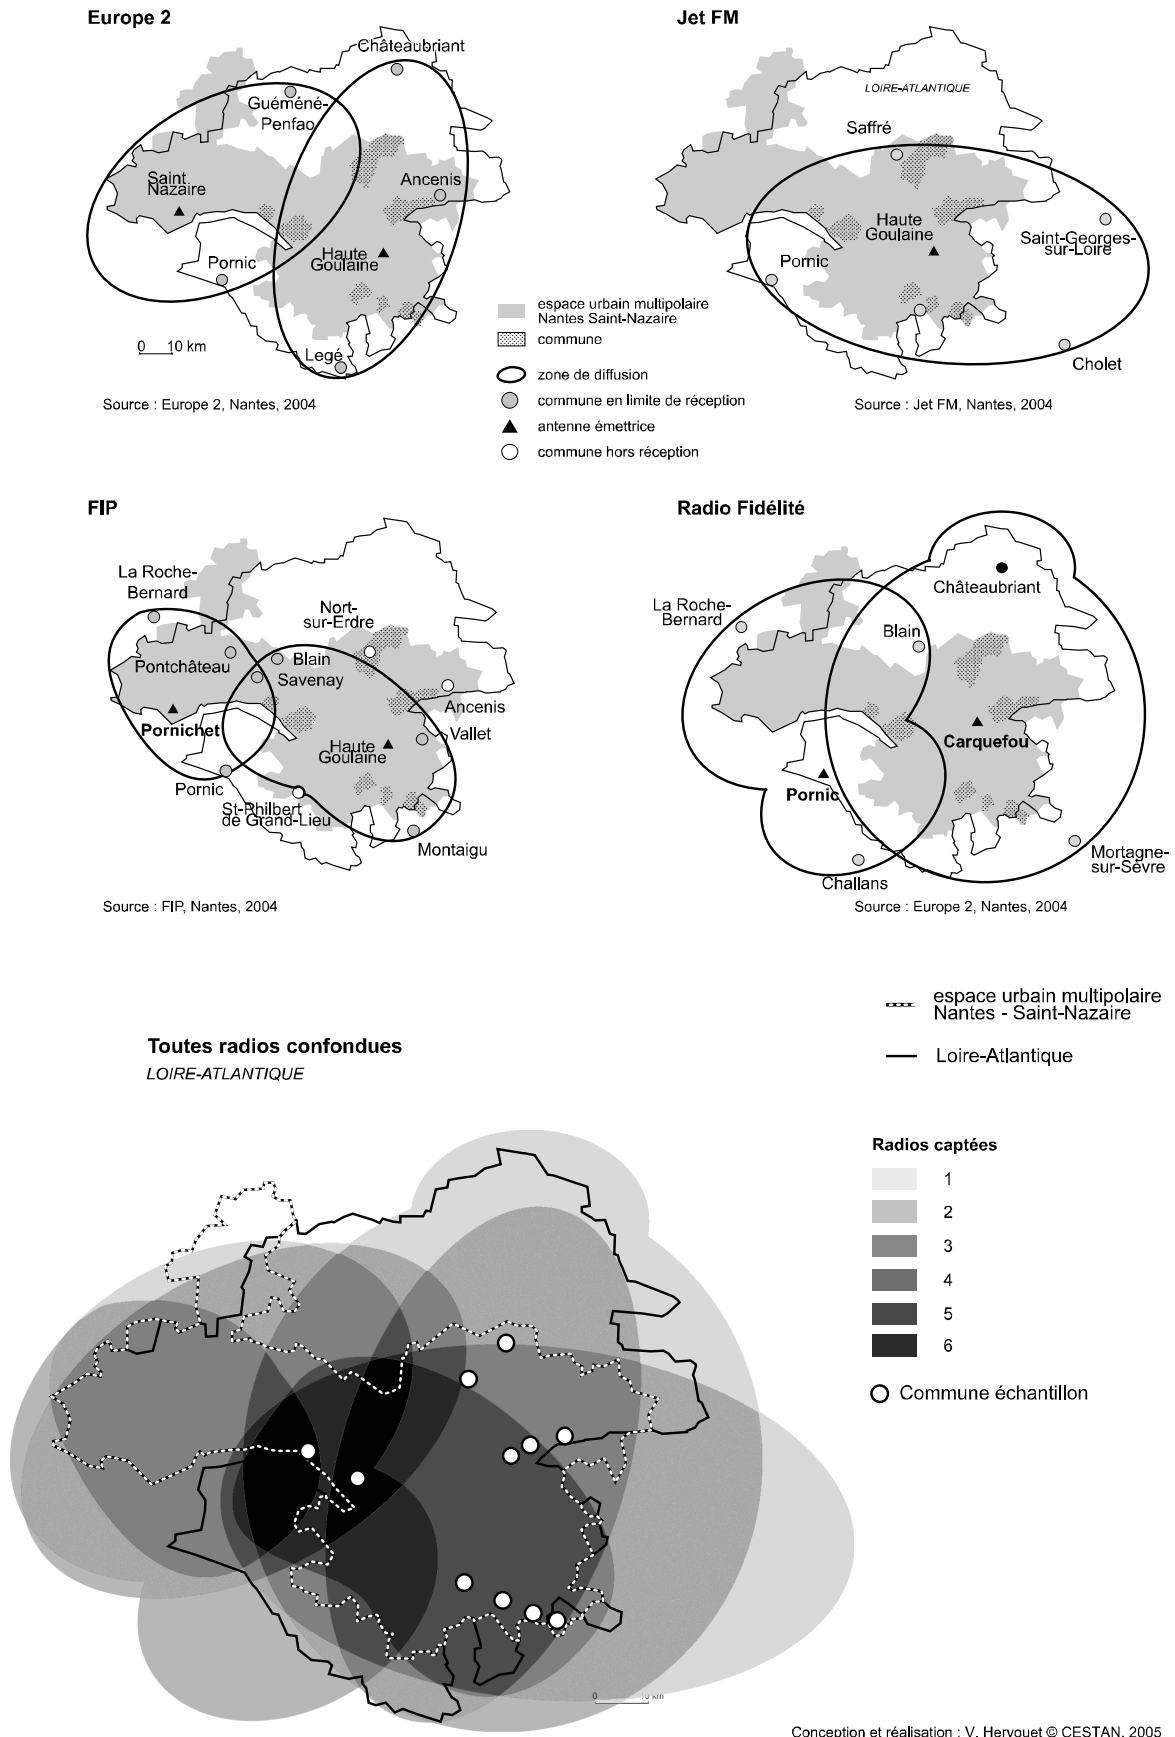 Europe 2
Châteaubriant
Guéméné-
Penfao
Saint
Nazaire
Ancenis
Haute
Goulaine
Pornic
Legé
0 10 km
Source : Europe 2, Nantes, 2004
Jet FM
LOIRE-ATLANTIQUE
Saffré
Haute
Goulaine
Saint-Georges-
sur-Loire
Pornic
Cholet
Source : Jet FM, Nantes, 2004
espace urbain multipolaire
Nantes Saint-Nazaire
commune
zone de diffusion
commune en limite de réception
antenne émettrice
commune hors réception
FIP
La Roche-
Bernard
Nort-
sur-Erdre
Pontchâteau
Blain
Savenay
Ancenis
Pornichet
Vallet
Haute
Goulaine
Pornic
St-Philbert
de Grand-Lieu
Montaigu
Source : FIP, Nantes, 2004
Radio Fidélité
Châteaubriant
La Roche-
Bernard
Blain
Carquefou
Pornic
Mortagne-
sur-Sèvre
Challans
Source : Europe 2, Nantes, 2004
espace urbain multipolaire
Nantes - Saint-Nazaire
Loire-Atlantique
Toutes radios confondues
LOIRE-ATLANTIQUE
Radios captées
1
2
3
4
5
6
Commune échantillon
0 10 km
Conception et réalisation : V. Hervouet © CESTAN, 2005